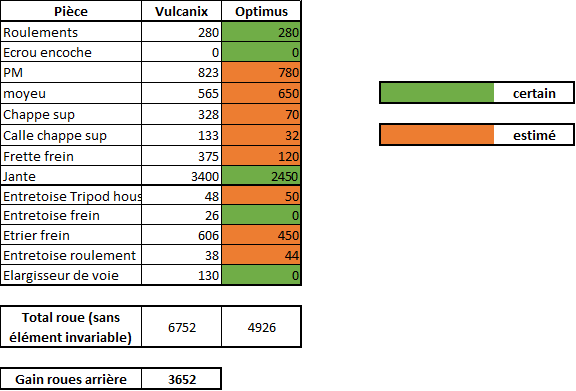 Pièce Vulcanix Optimus
Roulements 280 280
Ecrou encoche 0 0
PM 823 780
certain
moyeu 565 650
Chappe sup 328 70
estimé
Calle chappe sup 133 32
Frette frein 375 120
Jante 3400 2450
Entretoise Tripod hous 48 50
Entretoise frein 26 0
Etrier frein 606 450
Entretoise roulement 38 44
Elargisseur de voie 130 0
Total roue (sans
élément invariable) 6752 4926
Gain roues arrière 3652